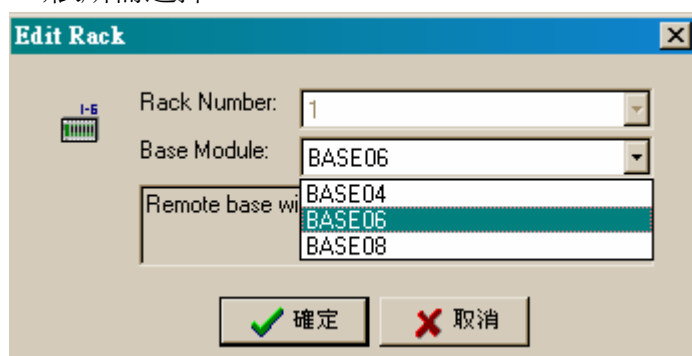 Edit Rack
I-6
Rack Number: 1
Base Module: BASE06
Remote base wi
BASE04
BASE06
BASE08
確定 取消